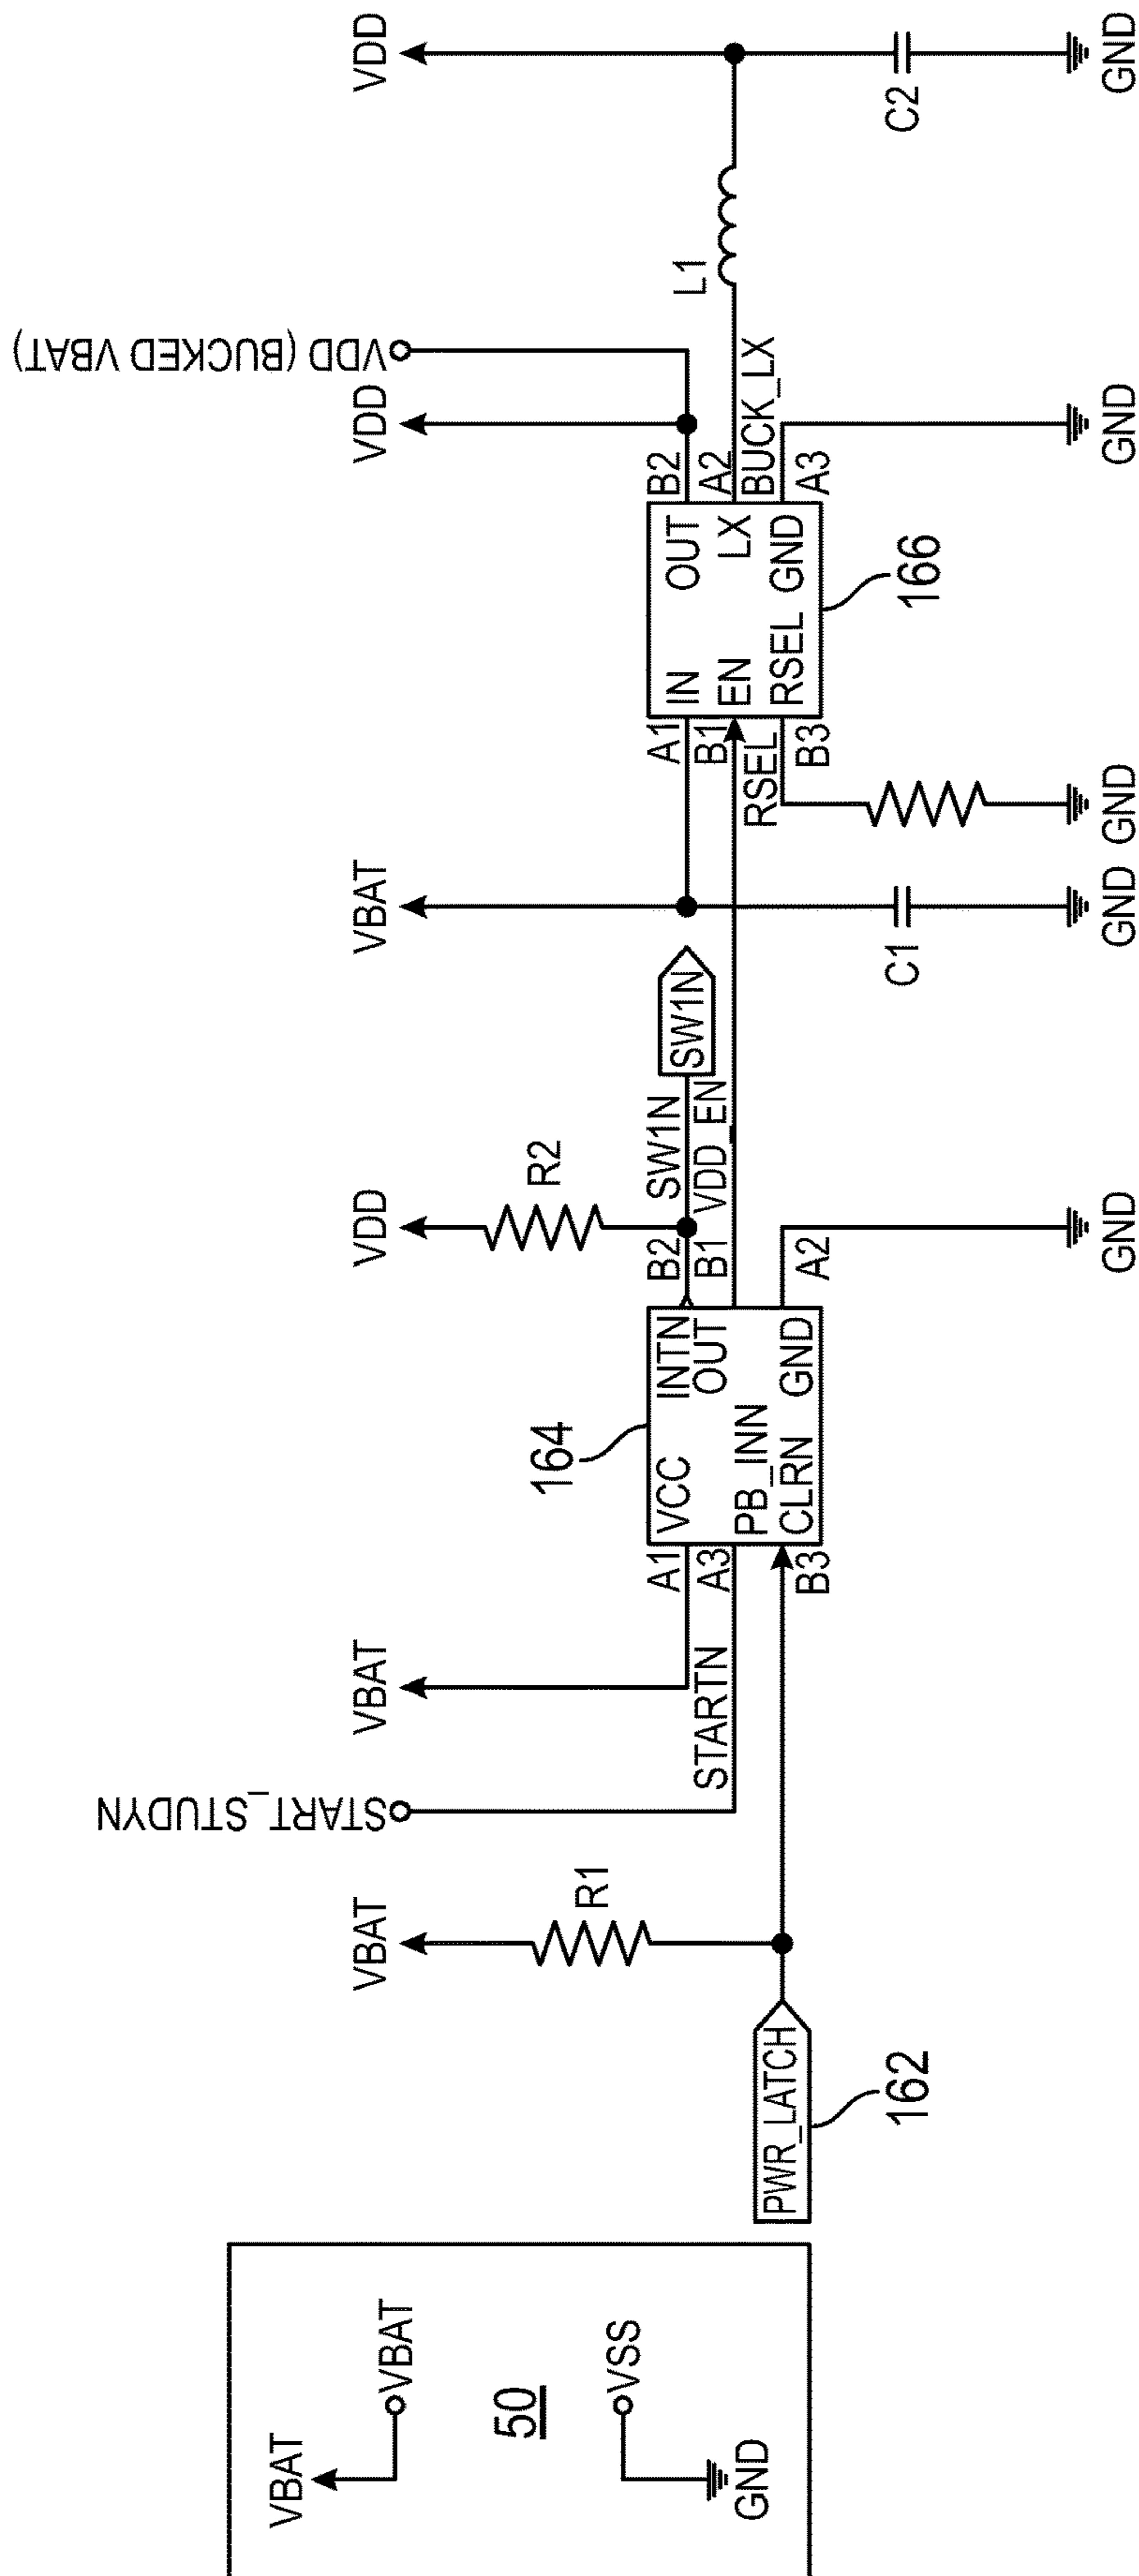 VBAT
VBAT
50
VSS
GND
PWR_LATCH
162
VBAT
R1
START_STUDYN
VBAT
STARTN
A1
A3
B3
VCC
PB_INN
CLRN
INTN
OUT
GND
164
B2
B1
A2
VDD
R2
SW1N
VDD_EN
SW1N
GND
VBAT
C1
GND
A1
B1
RSEL
B3
GND
IN
EN
RSEL
OUT
LX
GND
166
B2
A2
BUCK_LX
A3
VDD
VDD (BUCKED VBAT)
GND
L1
VDD
C2
GND